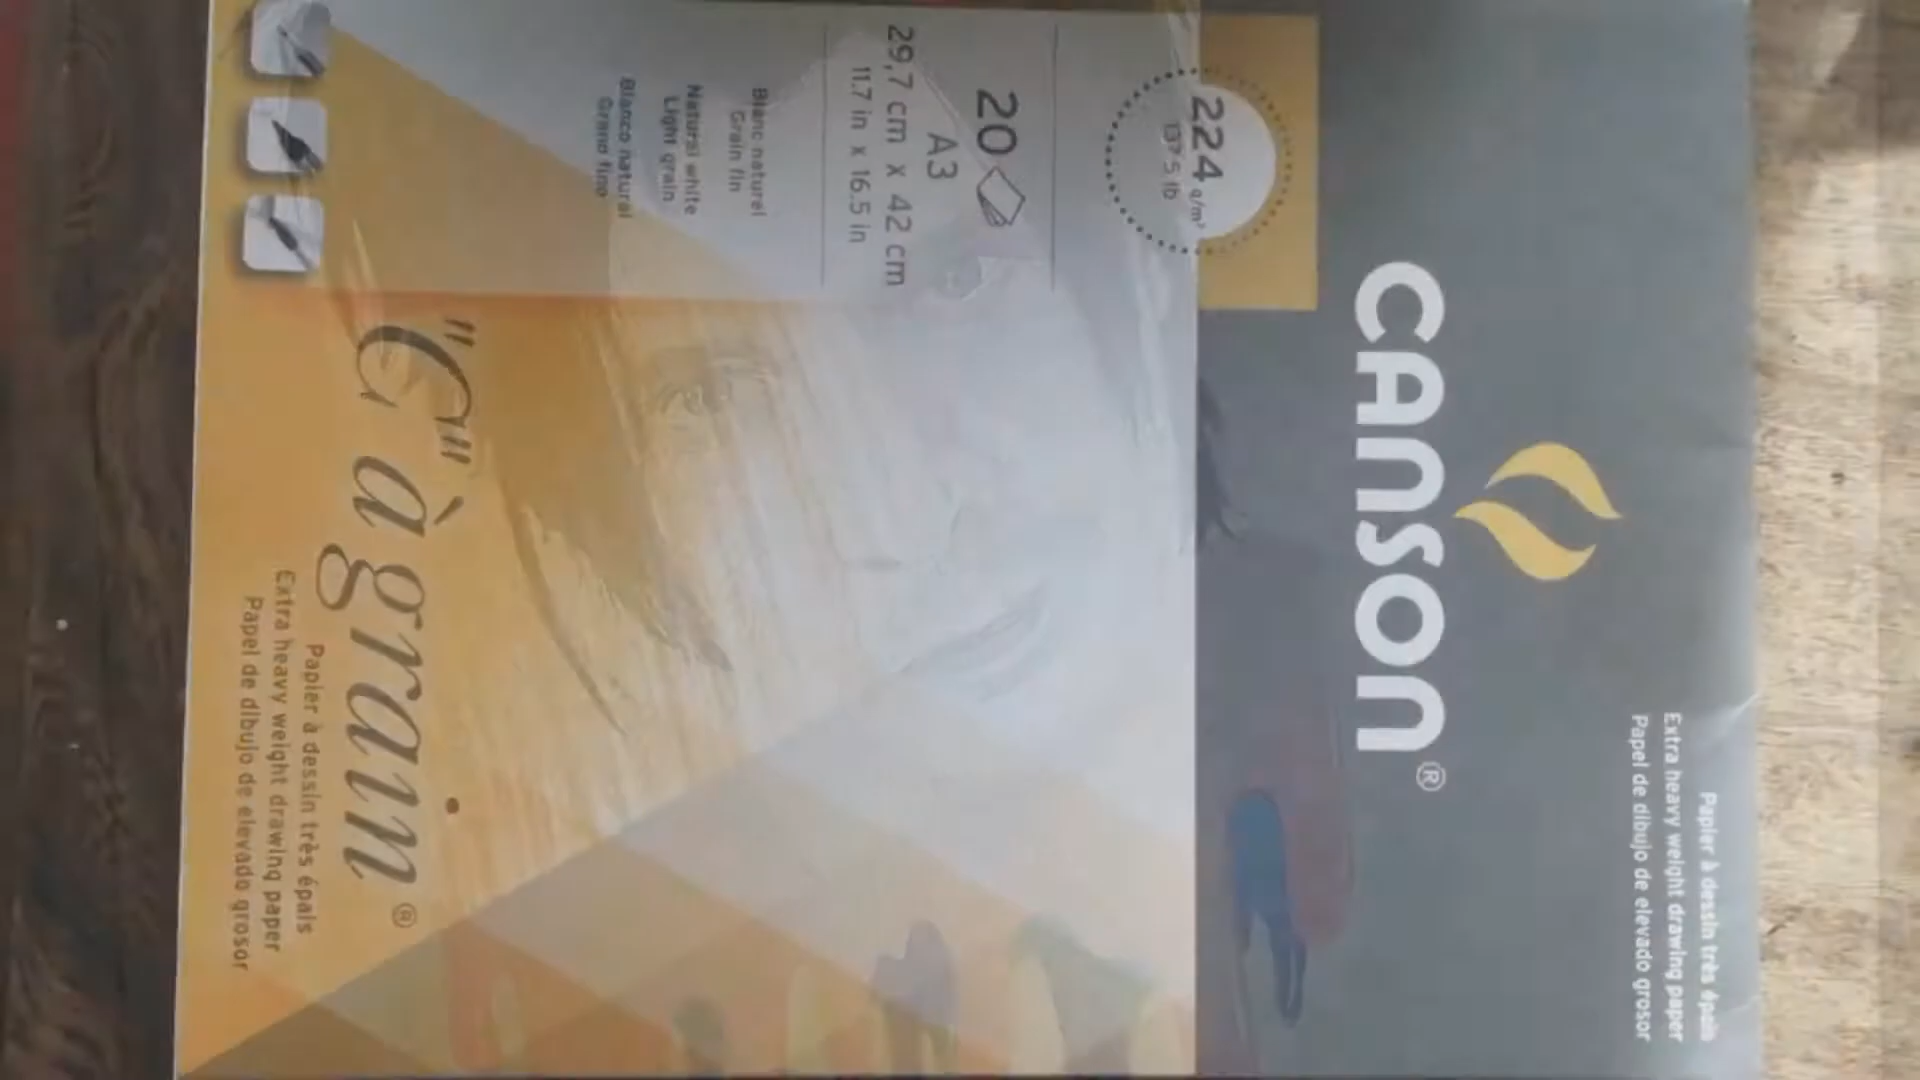 Papier à dessin très épais
Extra heavy weight drawing paper
Papel de dibujo de elevado grosor
CANSON®
224 g/m²
137.5 lb
20
A3
29,7 cm x 42 cm
11.7 in x 16.5 in
Blanc naturel
Grain fin
Natural white
Light grain
Blanco natural
Grano fino
"C" à grain®
Papier à dessin très épais
Extra heavy weight drawing paper
Papel de dibujo de elevado grosor